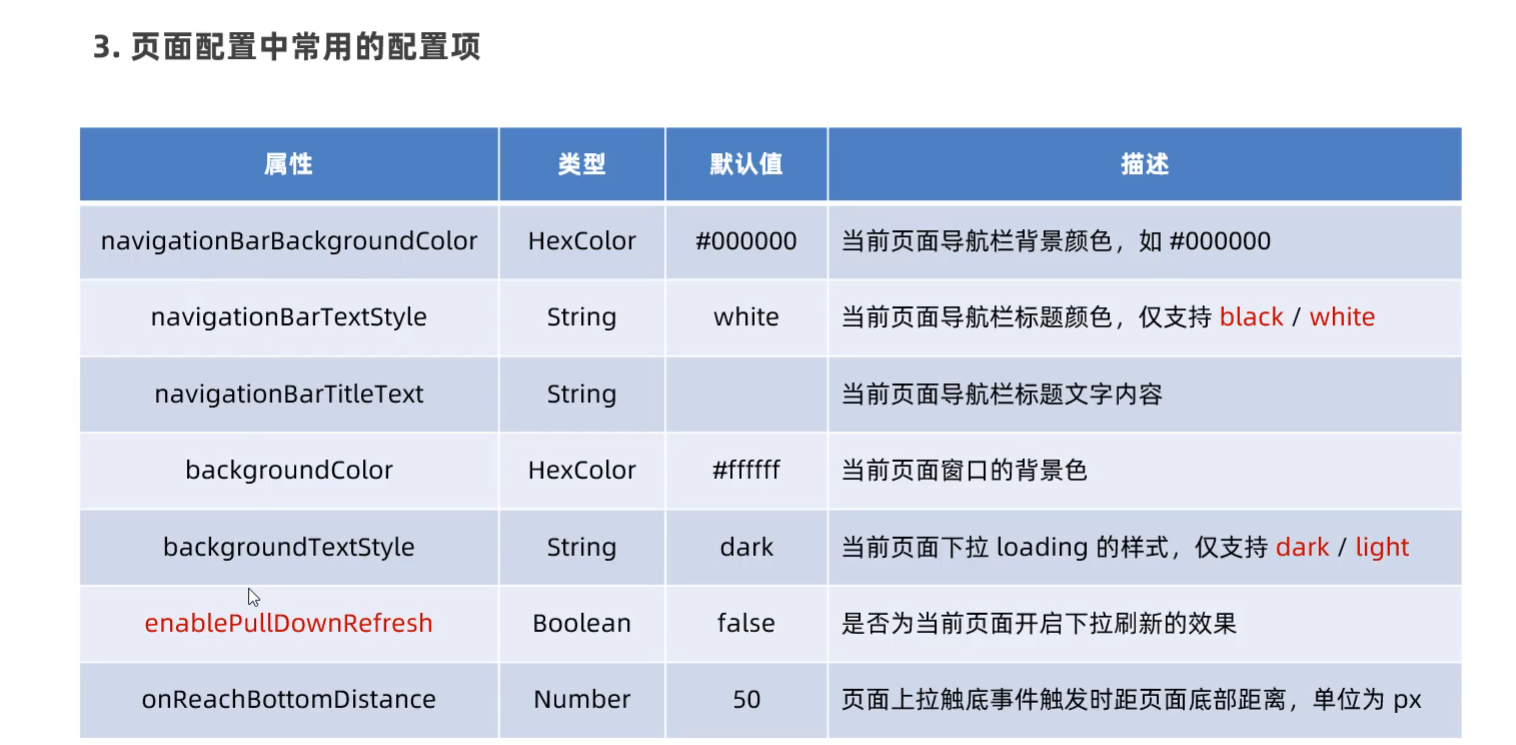 3. 页面配置中常用的配置项
属性 类型 默认值 描述
navigationBarBackgroundColor HexColor #000000 当前页面导航栏背景颜色，如 #000000
navigationBarTextStyle String white 当前页面导航栏标题颜色，仅支持 black / white
navigationBarTitleText String 当前页面导航栏标题文字内容
backgroundColor HexColor #ffffff 当前页面窗口的背景色
backgroundTextStyle String dark 当前页面下拉 loading 的样式，仅支持 dark / light
enablePullDownRefresh Boolean false 是否为当前页面开启下拉刷新的效果
onReachBottomDistance Number 50 页面上拉触底事件触发时距页面底部距离，单位为 px